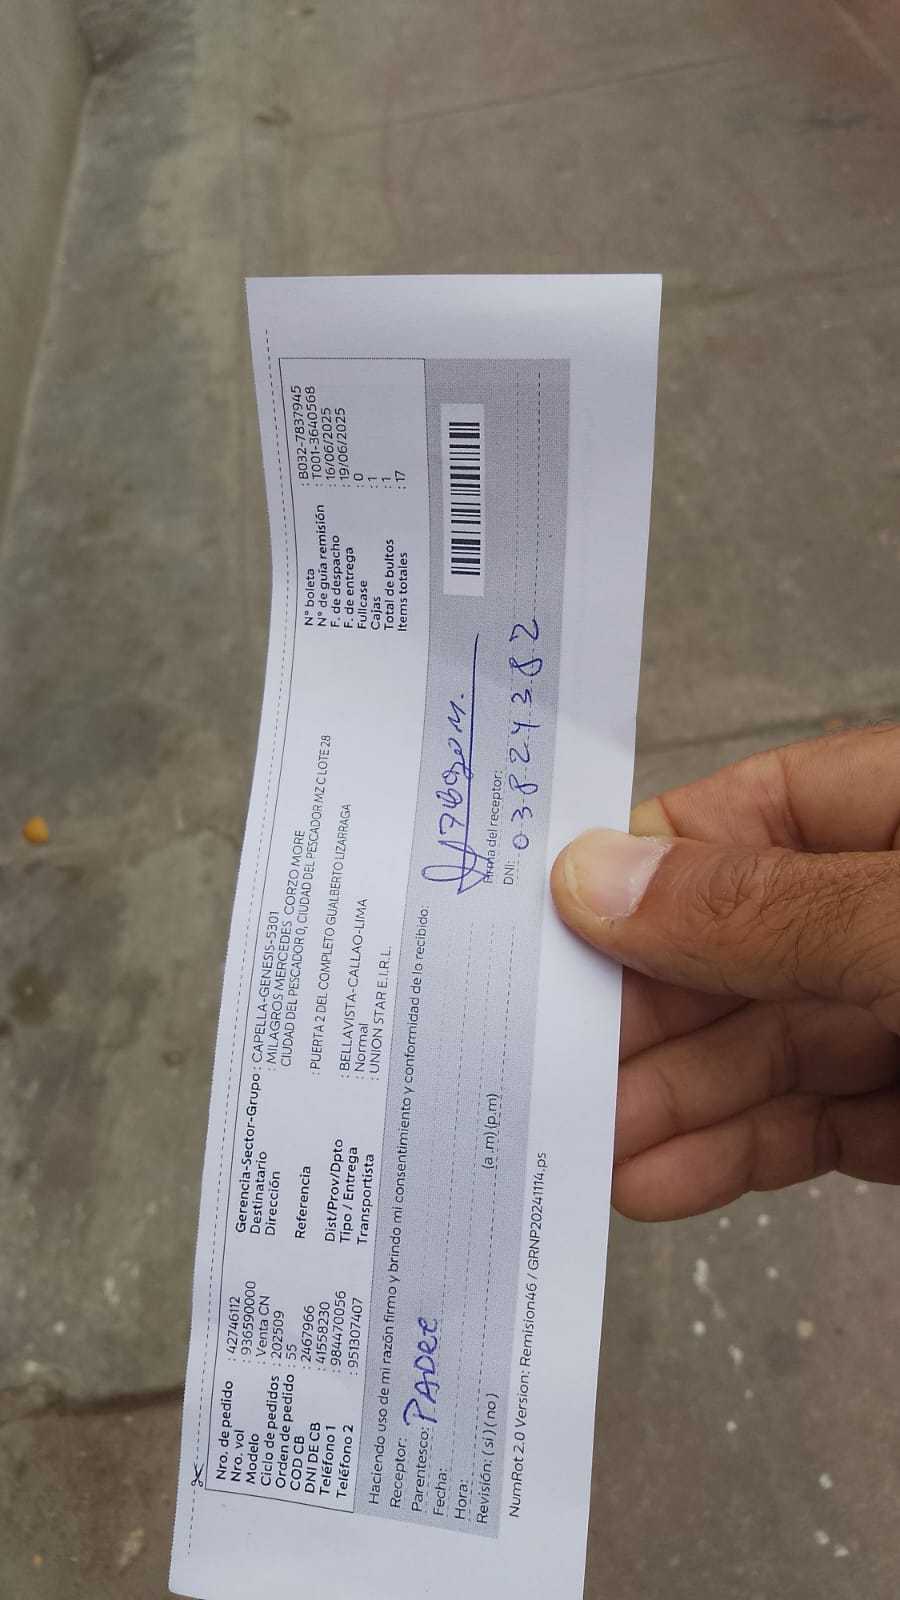 Nro. de pedido : 42746112
Nro. vol : 936590000
Modelo : Venta CN
Ciclo de pedidos : 202509
Orden de pedido : 55
COD CB : 2467966
DNI DE CB : 41558230
Teléfono 1 : 984470056
Teléfono 2 : 951307407
Gerencia-Sector-Grupo : CAPELLA-GENESIS-5301
Destinatario : MILAGROS MERCEDES CORZO MORE
Dirección CIUDAD DEL PESCADOR 0, CIUDAD DEL PESCADOR MZ C LOTE 28
Referencia : PUERTA 2 DEL COMPLETO GUALBERTO LIZARRAGA
Dist/Prov/Dpto : BELLAVISTA-CALLAO-LIMA
Tipo / Entrega : Normal
Transportista : UNION STAR E.I.R.L.
N° boleta : B032-7837945
N° de guía remisión : T001-3640568
F. de despacho : 16/06/2025
F. de entrega : 19/06/2025
Fullcase : 0
Cajas : 1
Total de bultos : 1
Items totales : 17
Haciendo uso de mi razón firmo y brindo mi consentimiento y conformidad de lo recibido:
Receptor:
Parentesco: PADRE
Fecha:
Hora: (a.m) (p.m)
Revisión: (si) (no)
Firma del receptor:
DNI: 03824382
NumRot 2.0 Version: Remision46 / GRNP20241114.ps